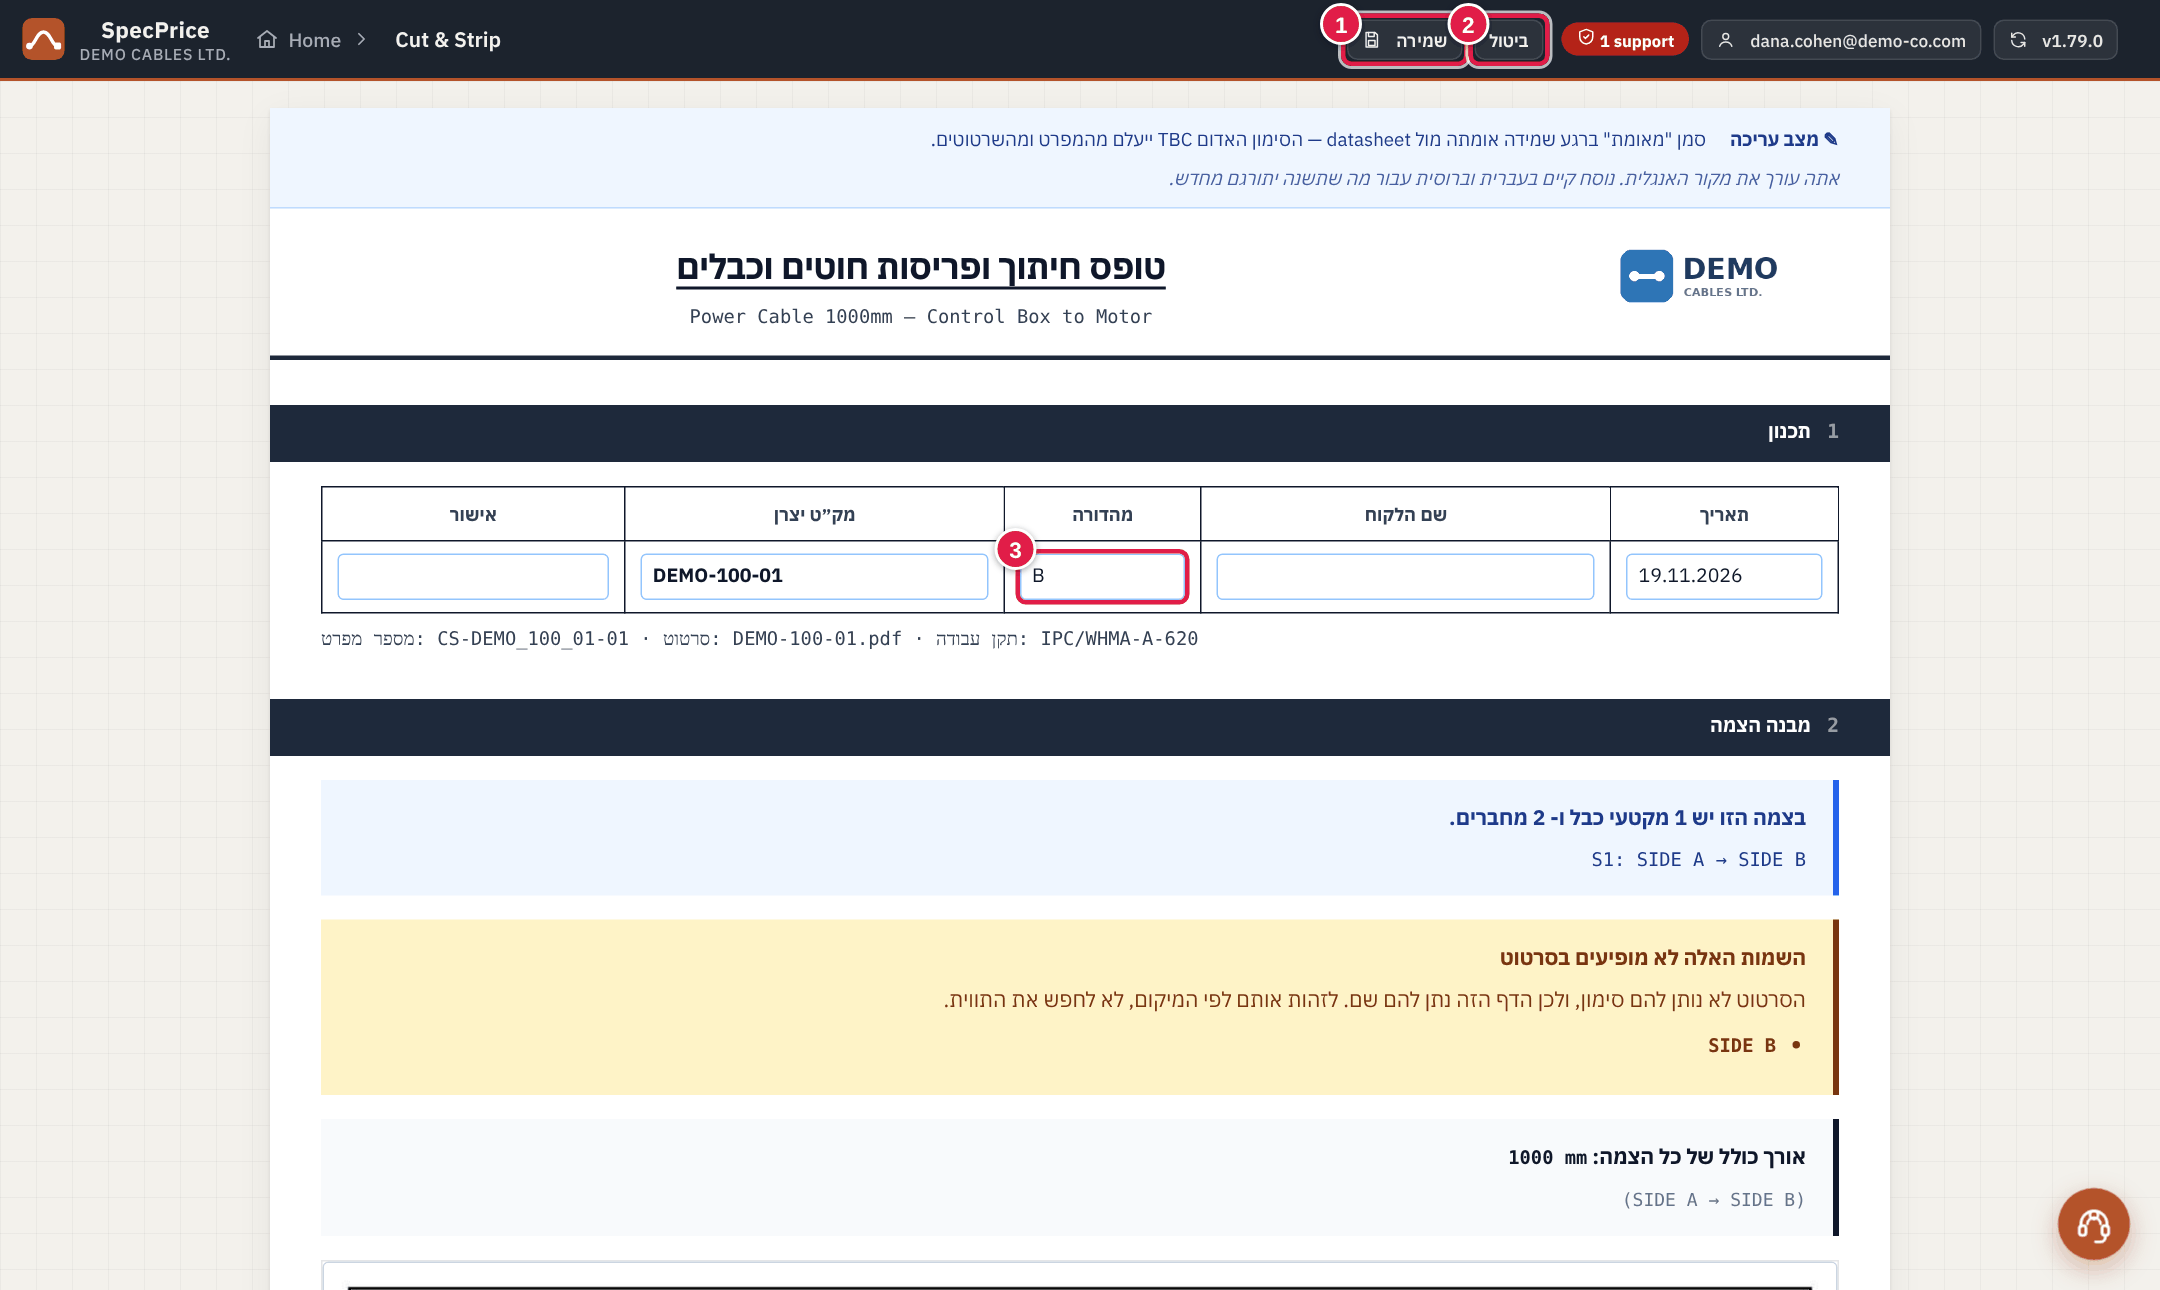 SpecPrice
DEMO CABLES LTD.
Home > Cut & Strip
1 שמירה
2 ביטול
1 support
dana.cohen@demo-co.com
v1.79.0
✎ מצב עריכה סמן "מאומת" ברגע שמידה אומתה מול datasheet — הסימון האדום TBC ייעלם מהמפרט ומהשרטוטים.
אתה עורך את מקור האנגלית. נוסח קיים בעברית וברוסית עבור מה שתשנה יתורגם מחדש.
DEMO
CABLES LTD.
טופס חיתוך ופריסות חוטים וכבלים
Power Cable 1000mm — Control Box to Motor
1 תכנון
תאריך שם הלקוח מהדורה מק״ט יצרן אישור
19.11.2026 3 B DEMO-100-01
מספר מפרט: CS-DEMO_100_01-01 · סרטוט: DEMO-100-01.pdf · תקן עבודה: IPC/WHMA-A-620
2 מבנה הצמה
בצמה הזו יש 1 מקטעי כבל ו- 2 מחברים.
S1: SIDE A → SIDE B
השמות האלה לא מופיעים בסרטוט
הסרטוט לא נותן להם סימון, ולכן הדף הזה נתן להם שם. לזהות אותם לפי המיקום, לא לחפש את התווית.
• SIDE B
אורך כולל של כל הצמה: 1000 mm
(SIDE A → SIDE B)